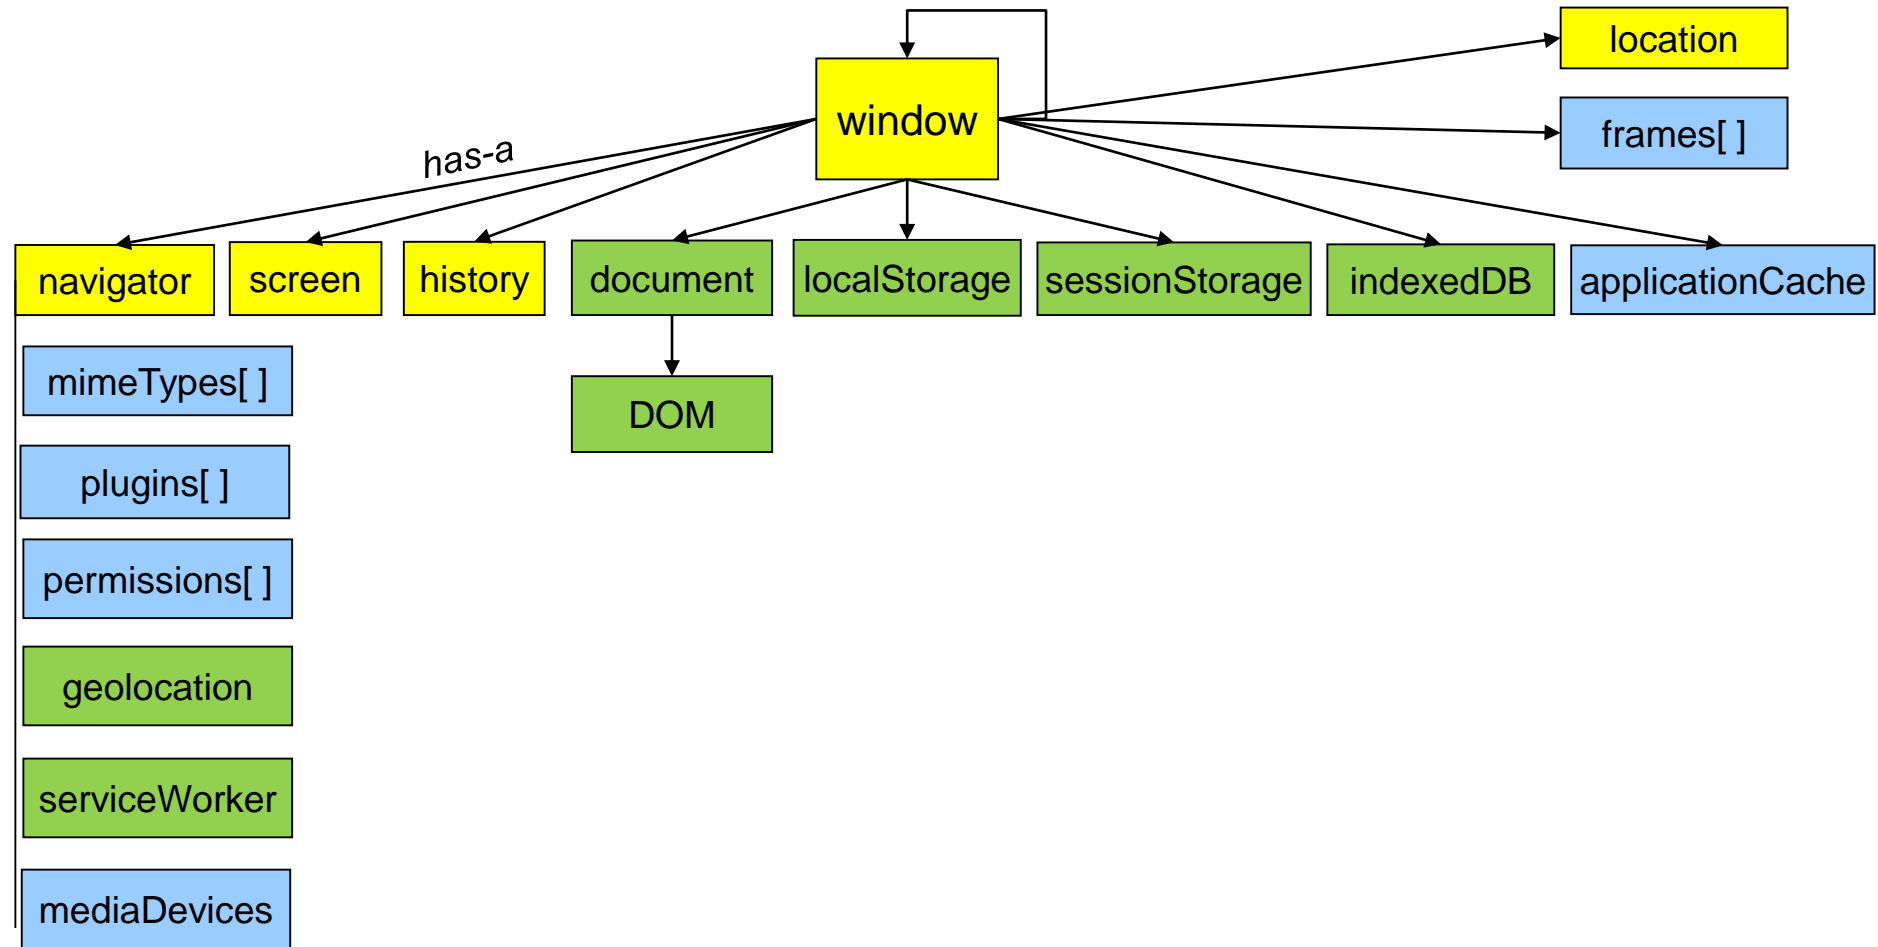 location
window
frames[ ]
has-a
navigator
screen
history
document
localStorage
sessionStorage
indexedDB
applicationCache
mimeTypes[ ]
DOM
plugins[ ]
permissions[ ]
geolocation
serviceWorker
mediaDevices